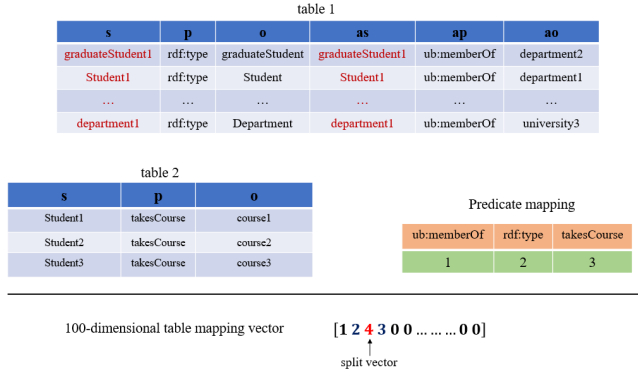 table 1
s p o as ap ao
graduateStudent1 rdf:type graduateStudent graduateStudent1 ub:memberOf department2
Student1 rdf:type Student Student1 ub:memberOf department1
... ... ... ... ... ...
department1 rdf:type Department department1 ub:memberOf university3
table 2
s p o
Student1 takesCourse course1
Student2 takesCourse course2
Student3 takesCourse course3
Predicate mapping
ub:memberOf rdf:type takesCourse
1 2 3
100-dimensional table mapping vector [1 2 4 3 0 0 ... ... ... 0 0]
split vector